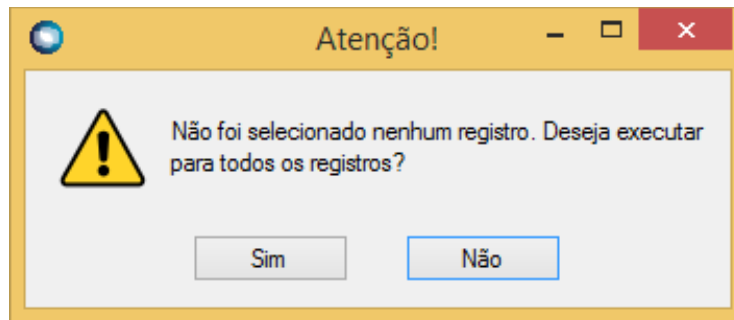 Atenção!
Não foi selecionado nenhum registro. Deseja executar
para todos os registros?
Sim
Não